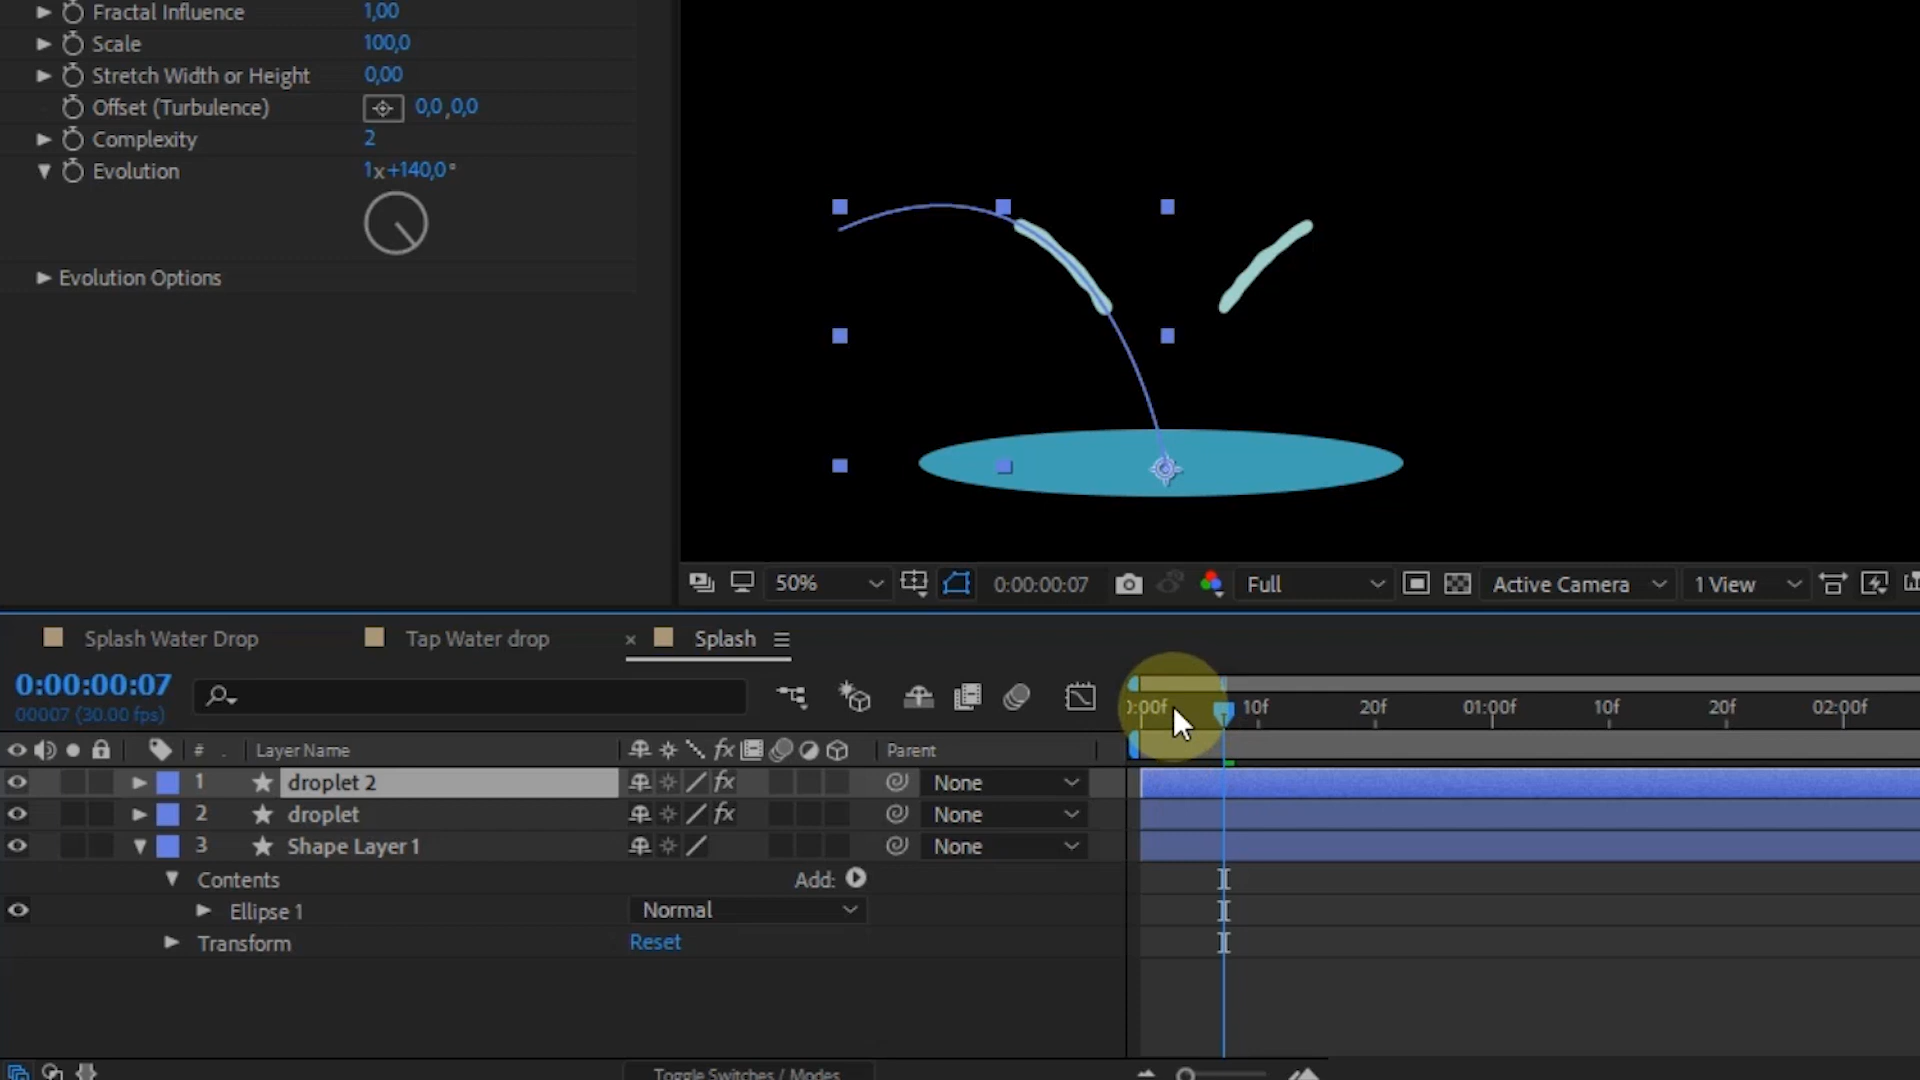 Fractal Influence 1,00
Scale 100,0
Stretch Width or Height 0,00
Offset (Turbulence) 0,0 ,0,0
Complexity 2
Evolution 1x+140,0°
Evolution Options
50% 0:00:00:07 Full Active Camera 1 View
Splash Water Drop Tap Water drop × Splash
0:00:00:07
00007 (30.00 fps)
):00f 10f 20f 01:00f 10f 20f 02:00f
# . Layer Name fx Parent
1 droplet 2 fx None
2 droplet fx None
3 Shape Layer 1 None
Contents Add:
Ellipse 1 Normal
Transform Reset
Toggle Switches / Modes